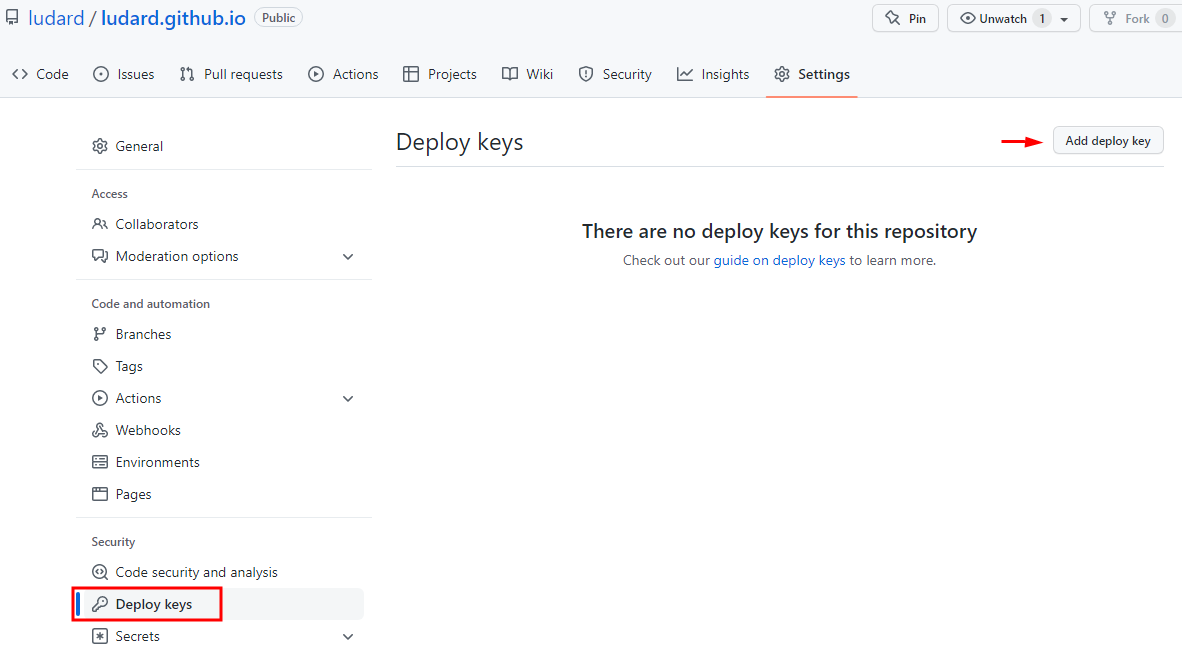 ludard / ludard.github.io Public
Pin
Unwatch 1
Fork 0
Code Issues Pull requests Actions Projects Wiki Security Insights Settings
General
Access
Collaborators
Moderation options
Code and automation
Branches
Tags
Actions
Webhooks
Environments
Pages
Security
Code security and analysis
Deploy keys
Secrets
Deploy keys
Add deploy key
There are no deploy keys for this repository
Check out our guide on deploy keys to learn more.